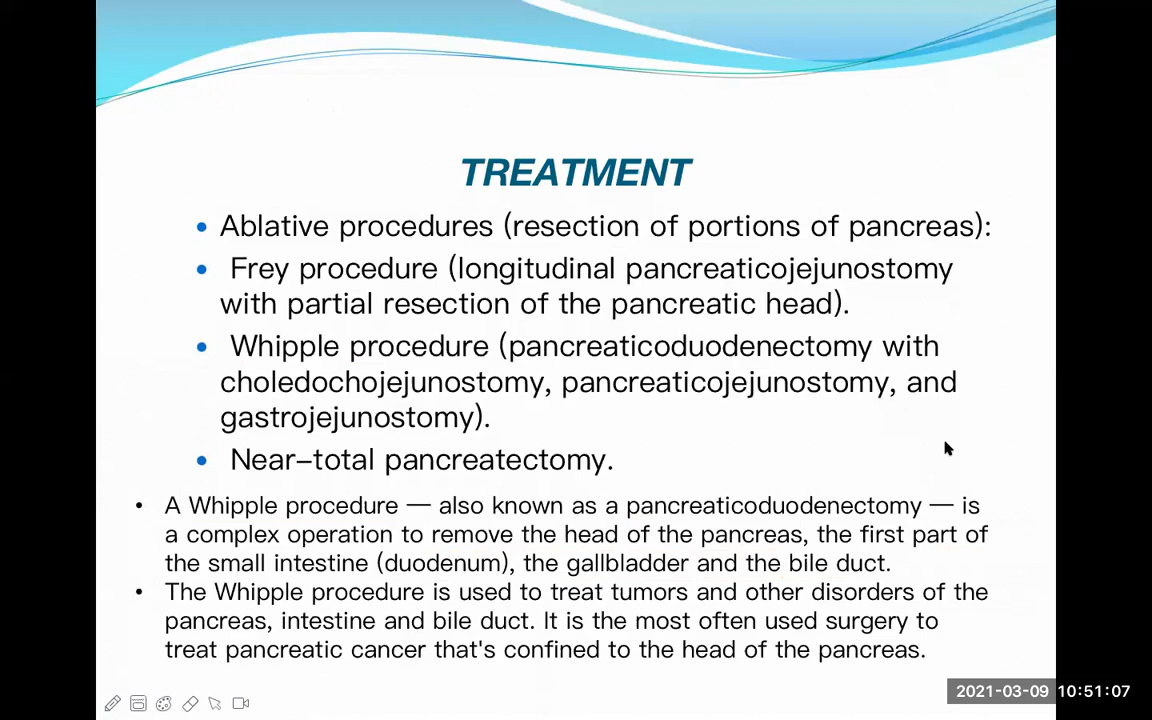 TREATMENT
• Ablative procedures (resection of portions of pancreas):
• Frey procedure (longitudinal pancreaticojejunostomy
with partial resection of the pancreatic head).
• Whipple procedure (pancreaticoduodenectomy with
choledochojejunostomy, pancreaticojejunostomy, and
gastrojejunostomy).
• Near–total pancreatectomy.
• A Whipple procedure — also known as a pancreaticoduodenectomy — is
a complex operation to remove the head of the pancreas, the first part of
the small intestine (duodenum), the gallbladder and the bile duct.
• The Whipple procedure is used to treat tumors and other disorders of the
pancreas, intestine and bile duct. It is the most often used surgery to
treat pancreatic cancer that's confined to the head of the pancreas.
2021-03-09 10:51:07